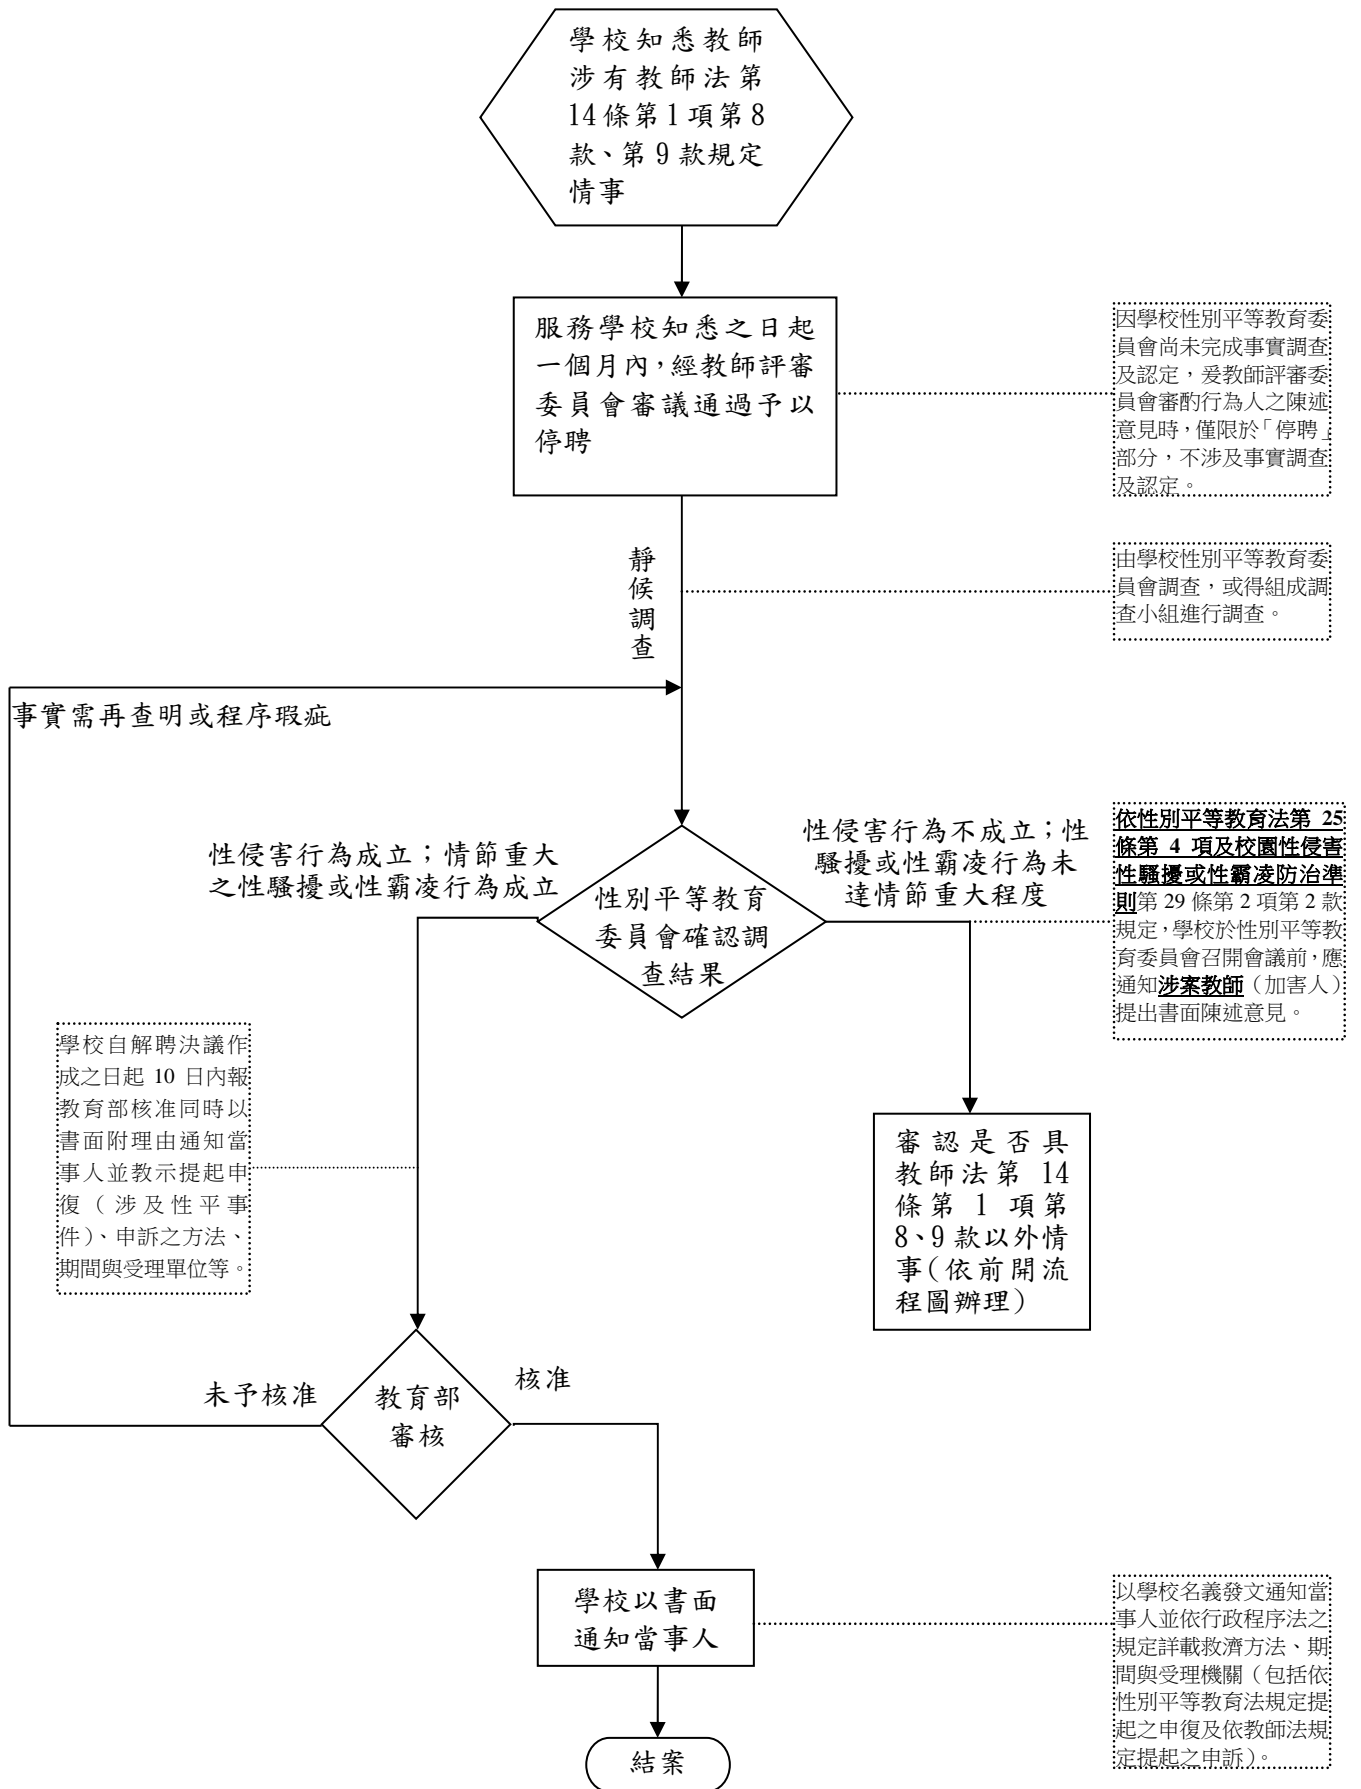 學校知悉教師
涉有教師法第
14條第1項第8
款、第9款規定
情事
服務學校知悉之日起
一個月內，經教師評審
委員會審議通過予以
停聘
因學校性別平等教育委
員會尚未完成事實調查
及認定，爰教師評審委
員會審酌行為人之陳述
意見時，僅限於「停聘」
部分，不涉及事實調查
及認定。
靜
候
調
查
由學校性別平等教育委
員會調查，或得組成調
查小組進行調查。
事實需再查明或程序瑕疵
性侵害行為成立；情節重大
之性騷擾或性霸凌行為成立
性別平等教育
委員會確認調
查結果
性侵害行為不成立；性
騷擾或性霸凌行為未
達情節重大程度
依性別平等教育法第 25
條第 4 項及校園性侵害
性騷擾或性霸凌防治準
則第 29 條第 2 項第 2 款
規定，學校於性別平等教
育委員會召開會議前，應
通知涉案教師（加害人）
提出書面陳述意見。
學校自解聘決議作
成之日起 10 日內報
教育部核准同時以
書面附理由通知當
事人並教示提起申
復（涉及性平事
件）、申訴之方法、
期間與受理單位等。
審認是否具
教師法第 14
條第 1 項第
8、9款以外情
事（依前開流
程圖辦理）
未予核准
教育部
審核
核准
學校以書面
通知當事人
以學校名義發文通知當
事人並依行政程序法之
規定詳載救濟方法、期
間與受理機關（包括依
性別平等教育法規定提
起之申復及依教師法規
定提起之申訴）。
結案